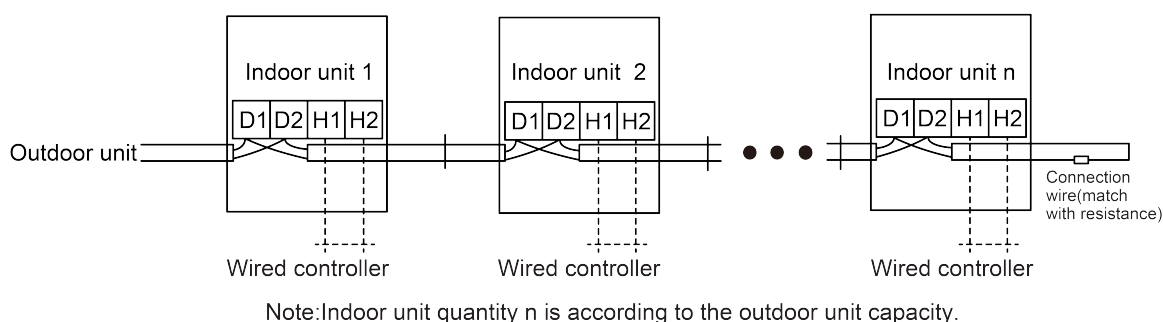 Indoor unit 1
Indoor unit 2
Indoor unit n
D1 D2 H1 H2
D1 D2 H1 H2
D1 D2 H1 H2
Outdoor unit
Connection
wire(match
with resistance)
Wired controller
Wired controller
Wired controller
Note:Indoor unit quantity n is according to the outdoor unit capacity.